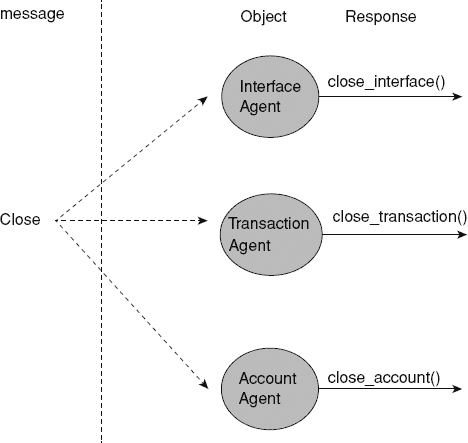 message
Object
Response
Interface
Agent
close_interface()
Close
Transaction
Agent
close_transaction()
Account
Agent
close_account()